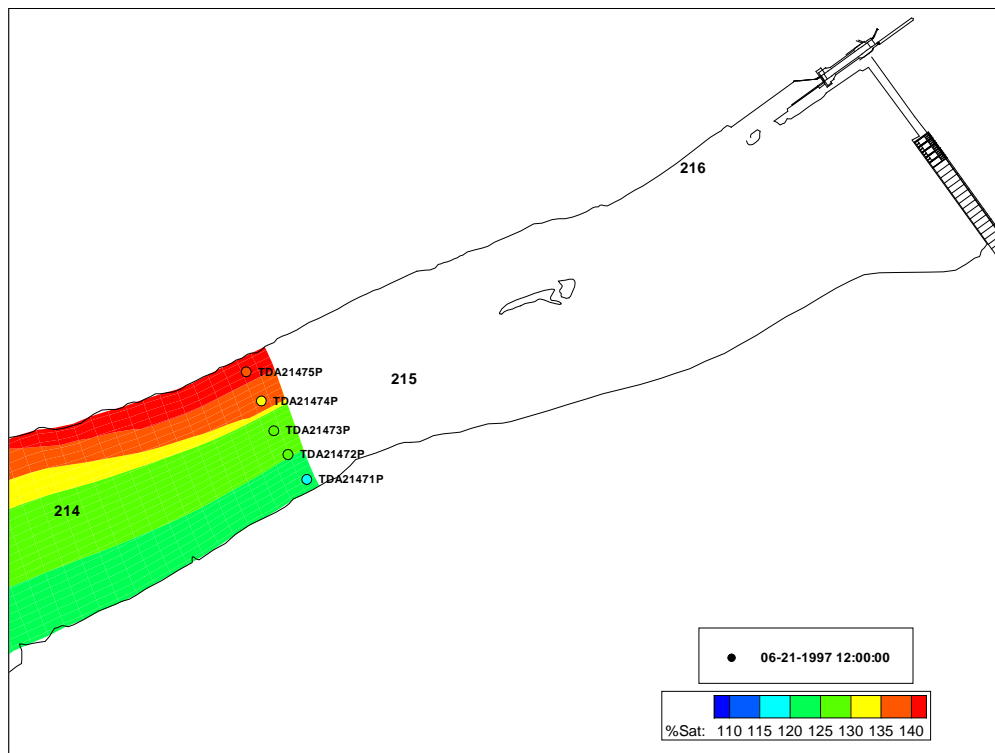 216
TDA21475P
215
TDA21474P
TDA21473P
TDA21472P
TDA21471P
214
06-21-1997 12:00:00
%Sat: 110 115 120 125 130 135 140